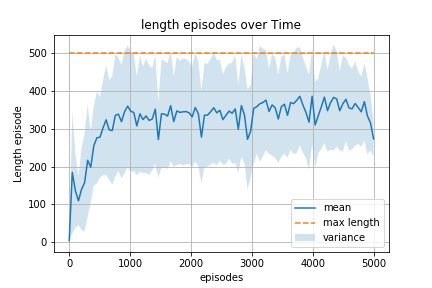 length episodes over Time
Length episode
500
400
300
200
100
0
0
1000
2000
3000
4000
5000
episodes
mean
max length
variance